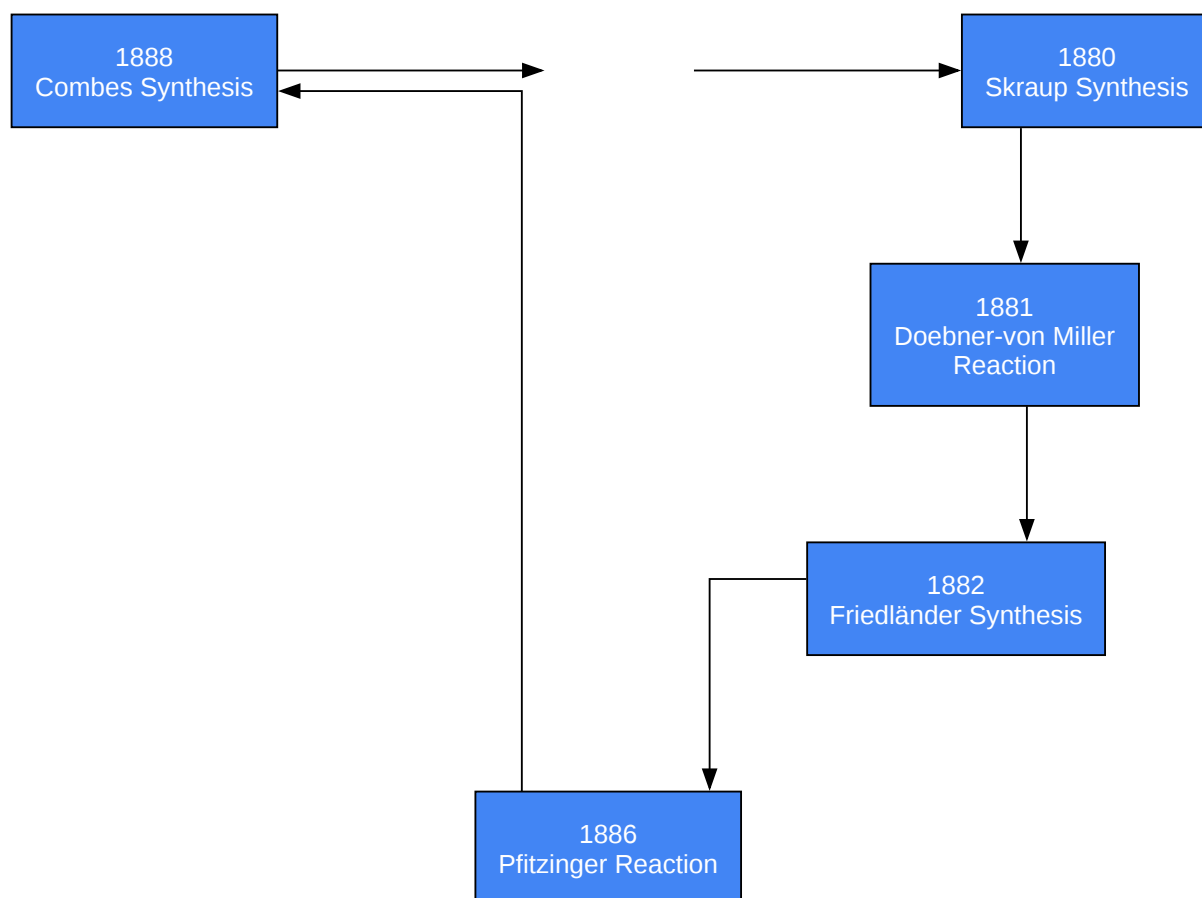 1888
Combes Synthesis
1880
Skraup Synthesis
1881
Doebner-von Miller
Reaction
1882
Friedländer Synthesis
1886
Pfitzinger Reaction